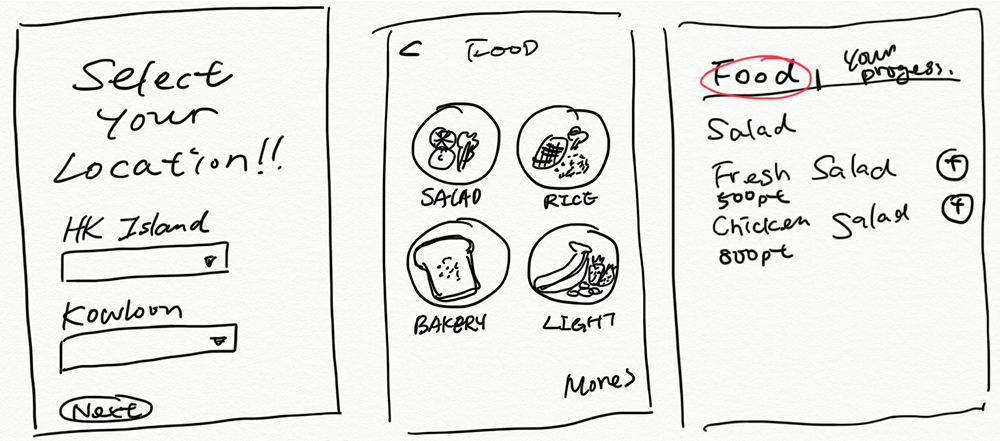 Select
Your
Location!!
HK Island
Kowloon
Next
< FOOD
SALAD
RICE
BAKERY
LIGHT
Food
Your
progess.
Salad
Fresh Salad +
500pt
Chicken Salad +
800pt